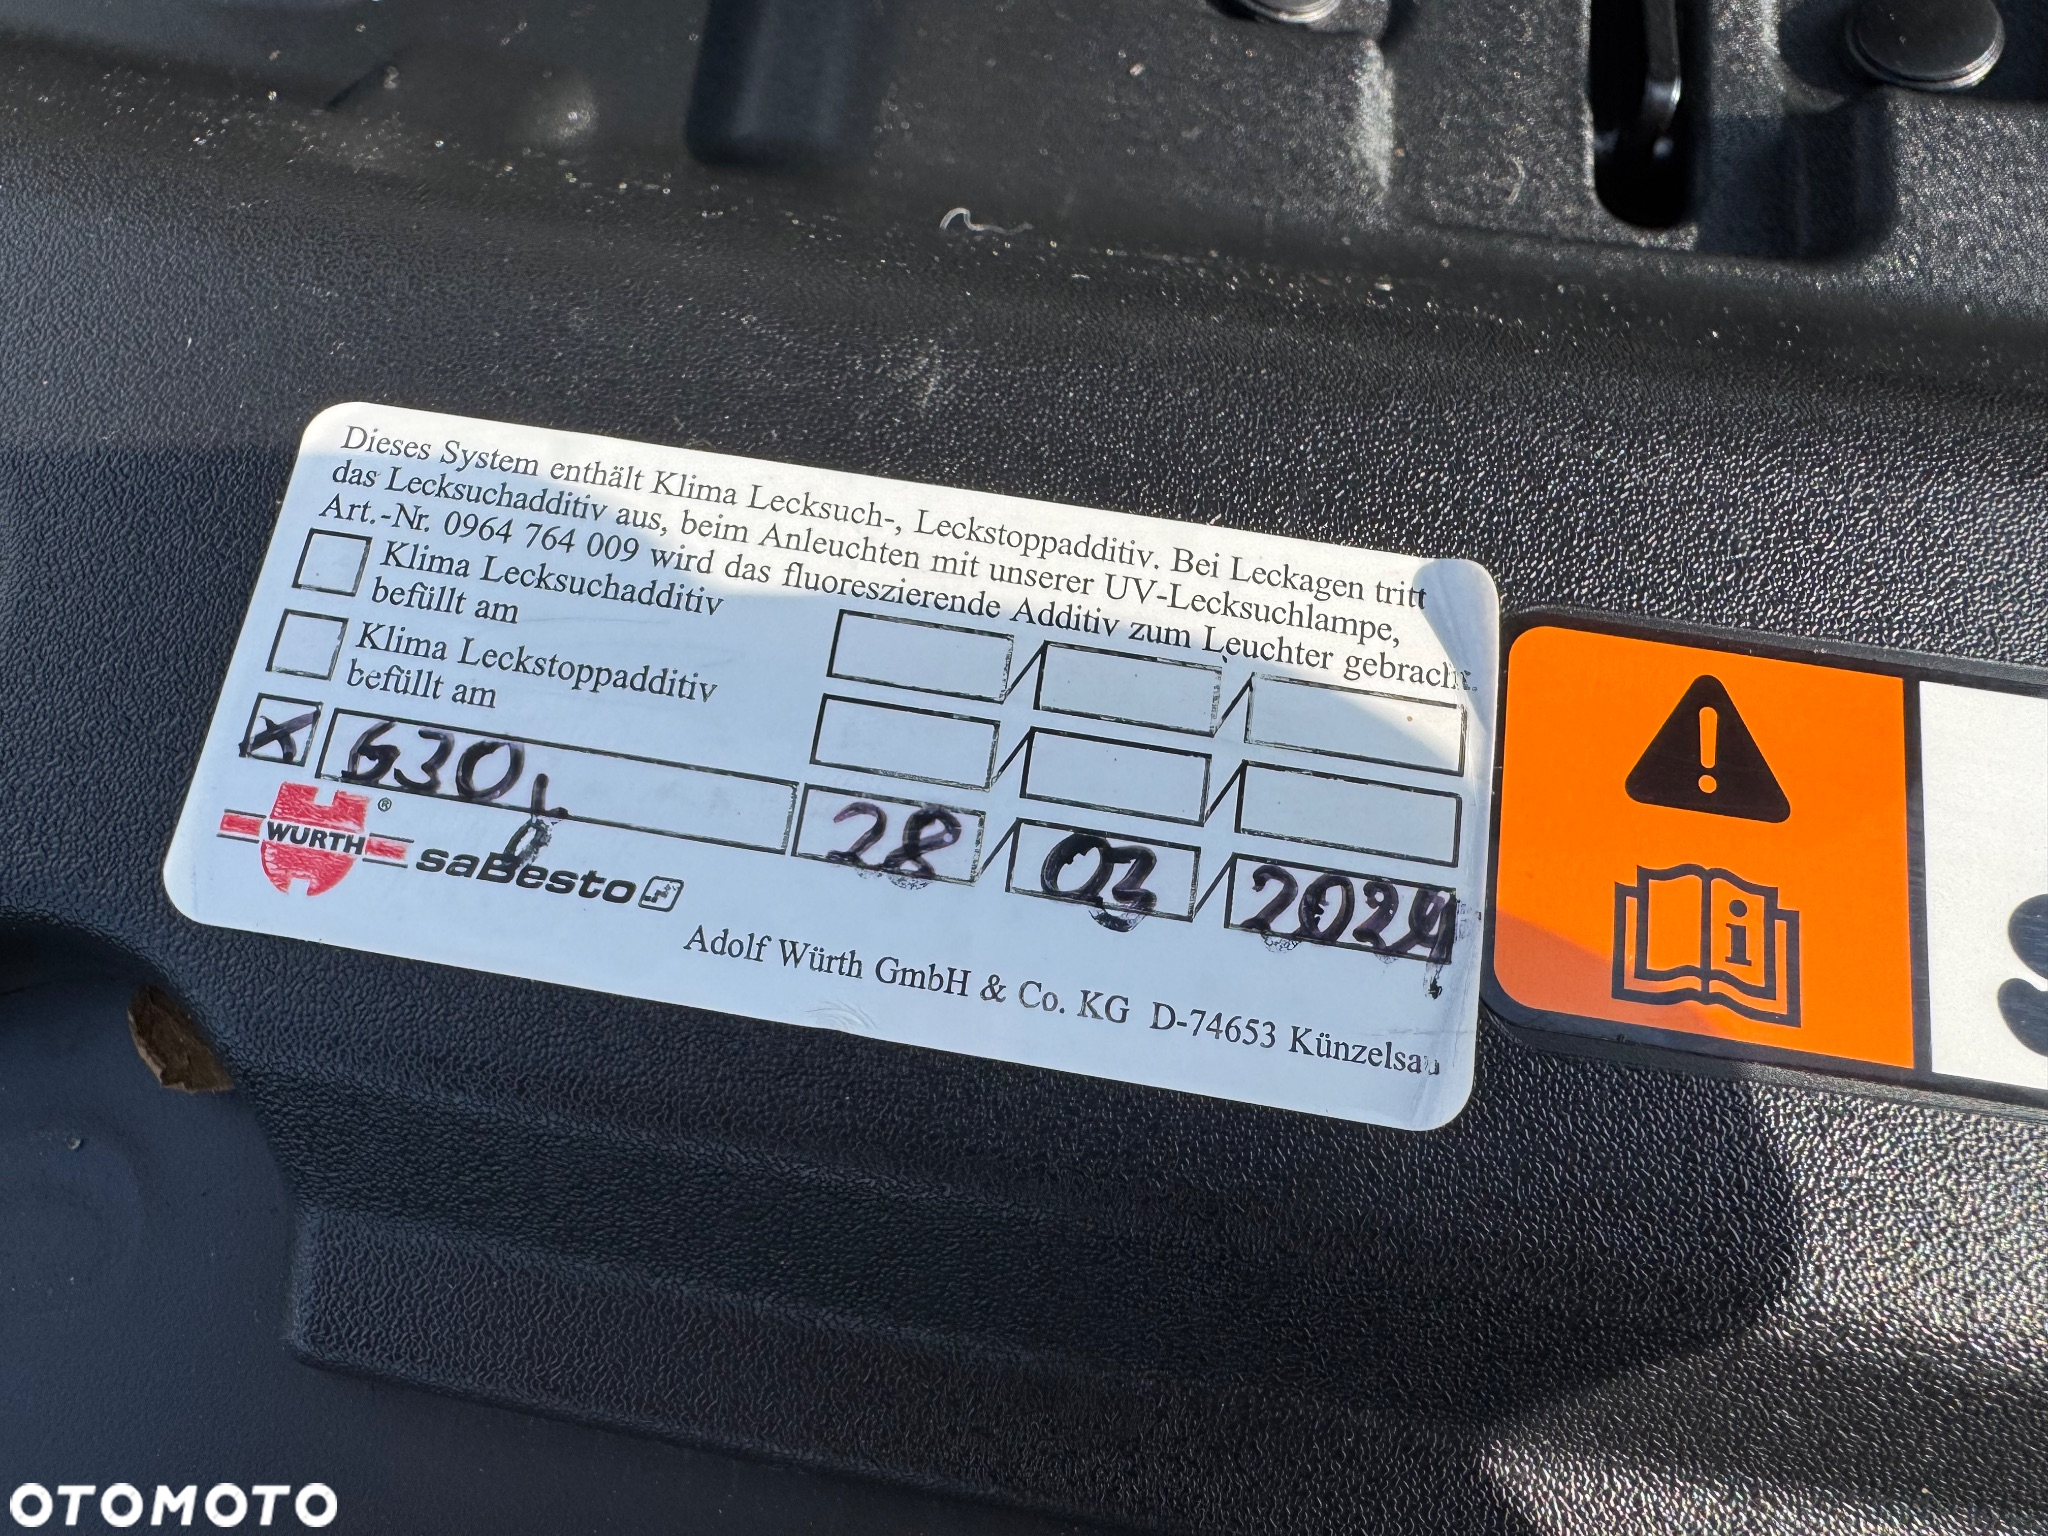 Dieses System enthält Klima Lecksuch-, Leckstoppadditiv. Bei Leckagen tritt
das Lecksuchadditiv aus, beim Anleuchten mit unserer UV-Lecksuchlampe,
Art.-Nr. 0964 764 009 wird das fluoreszierende Additiv zum Leuchter gebracht.
Klima Lecksuchadditiv
befüllt am
Klima Leckstoppadditiv
befüllt am
X 630g 28 03 2024
WÜRTH® saBesto
Adolf Würth GmbH & Co. KG D-74653 Künzelsau
i
OTOMOTO